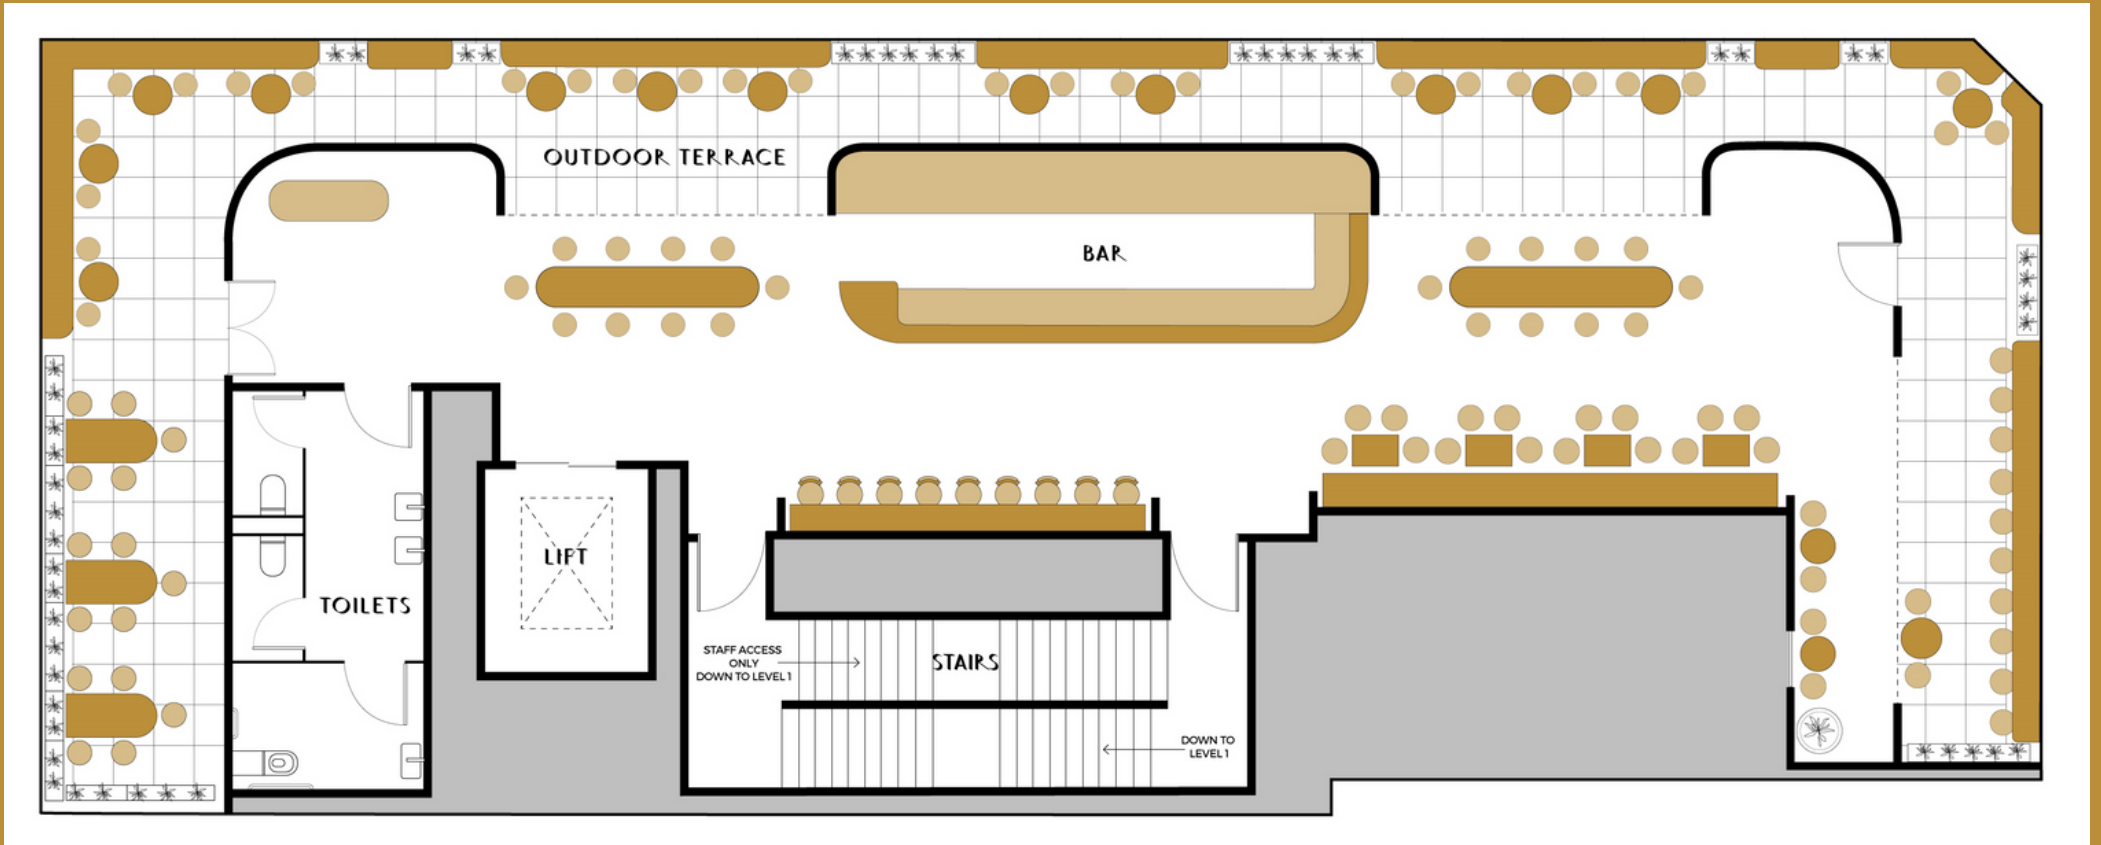 OUTDOOR TERRACE
BAR
LIFT
TOILETS
STAFF ACCESS
ONLY
DOWN TO LEVEL 1
STAIRS
DOWN TO
LEVEL 1